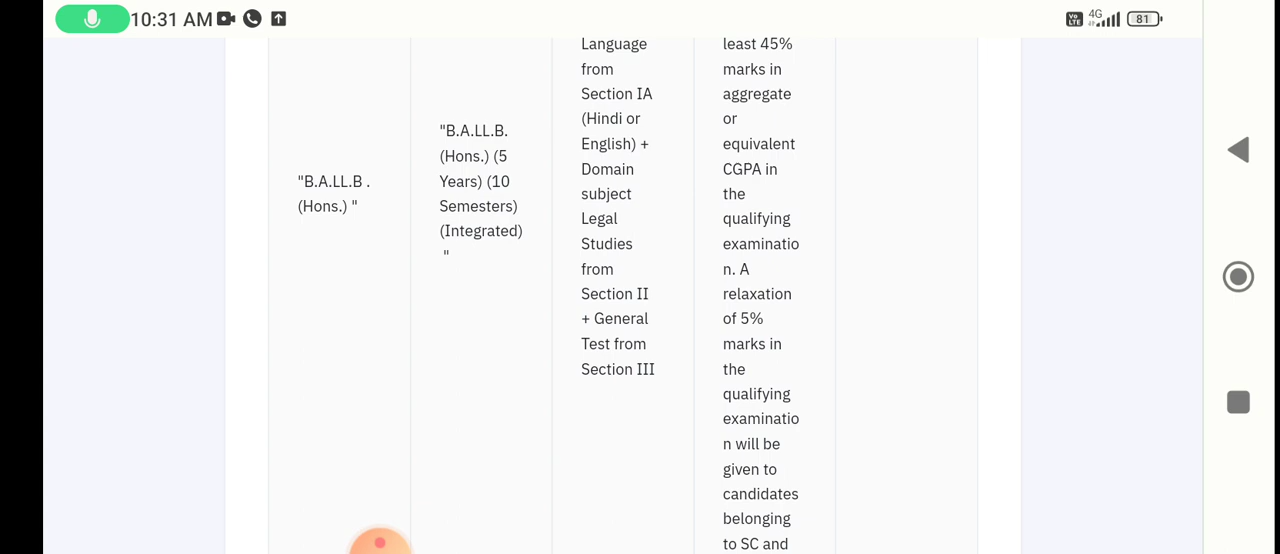 10:31 AM
Vo LTE 4G 81
"B.A.LL.B .
(Hons.) "
"B.A.LL.B.
(Hons.) (5
Years) (10
Semesters)
(Integrated)
"
Language
from
Section IA
(Hindi or
English) +
Domain
subject
Legal
Studies
from
Section II
+ General
Test from
Section III
least 45%
marks in
aggregate
or
equivalent
CGPA in
the
qualifying
examinatio
n. A
relaxation
of 5%
marks in
the
qualifying
examinatio
n will be
given to
candidates
belonging
to SC and